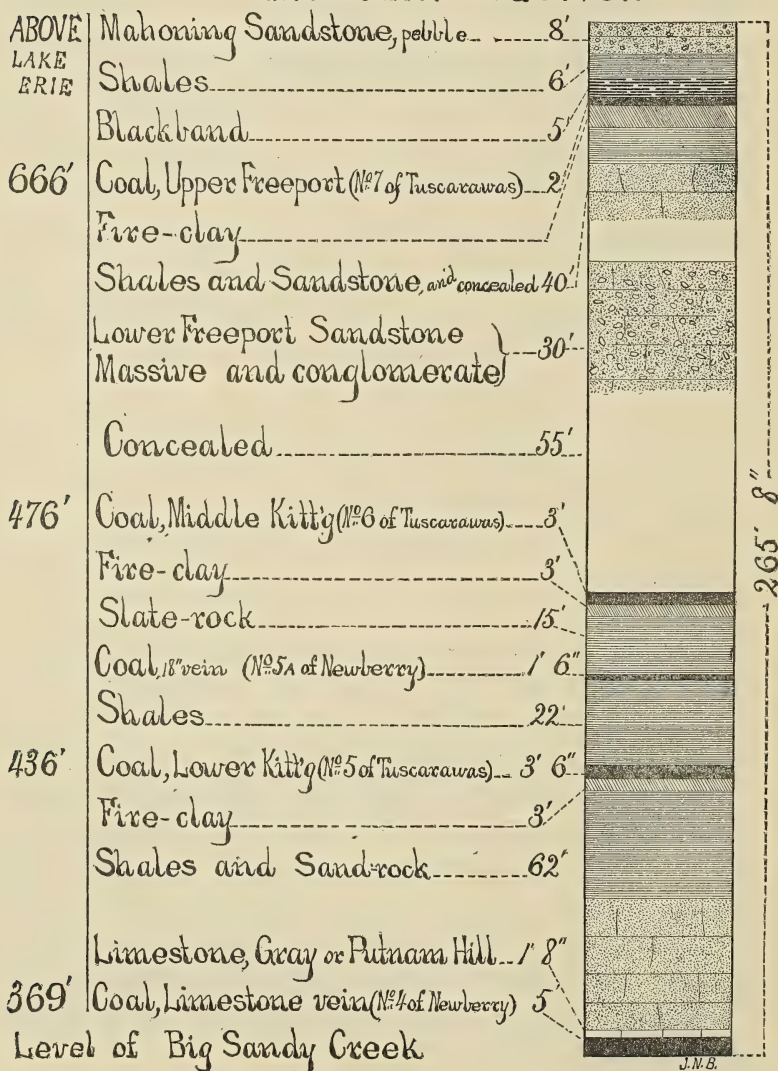 ABOVE
LAKE
ERIE
Mahoning Sandstone, pebble 8'
Shales 6'
Blackband 5'
666' Coal, Upper Freeport (No 7 of Tuscarawas) 2'
Fire-clay
Shales and Sandstone, and concealed 40'
Lower Freeport Sandstone
Massive and conglomerate} 30'
Concealed 55'
476' Coal, Middle Kitt'g (No 6 of Tuscarawas) 3'
Fire-clay 3'
Slate-rock 15'
Coal, 18" vein (No 5A of Newberry) 1' 6"
Shales 22'
436' Coal, Lower Kitt'g (No 5 of Tuscarawas) 3' 6"
Fire-clay 3'
Shales and Sand-rock 62'
Limestone, Gray or Putnam Hill 1' 8"
369' Coal, Limestone vein (No 4 of Newberry) 5'
Level of Big Sandy Creek
265' 8"
J.N.B.